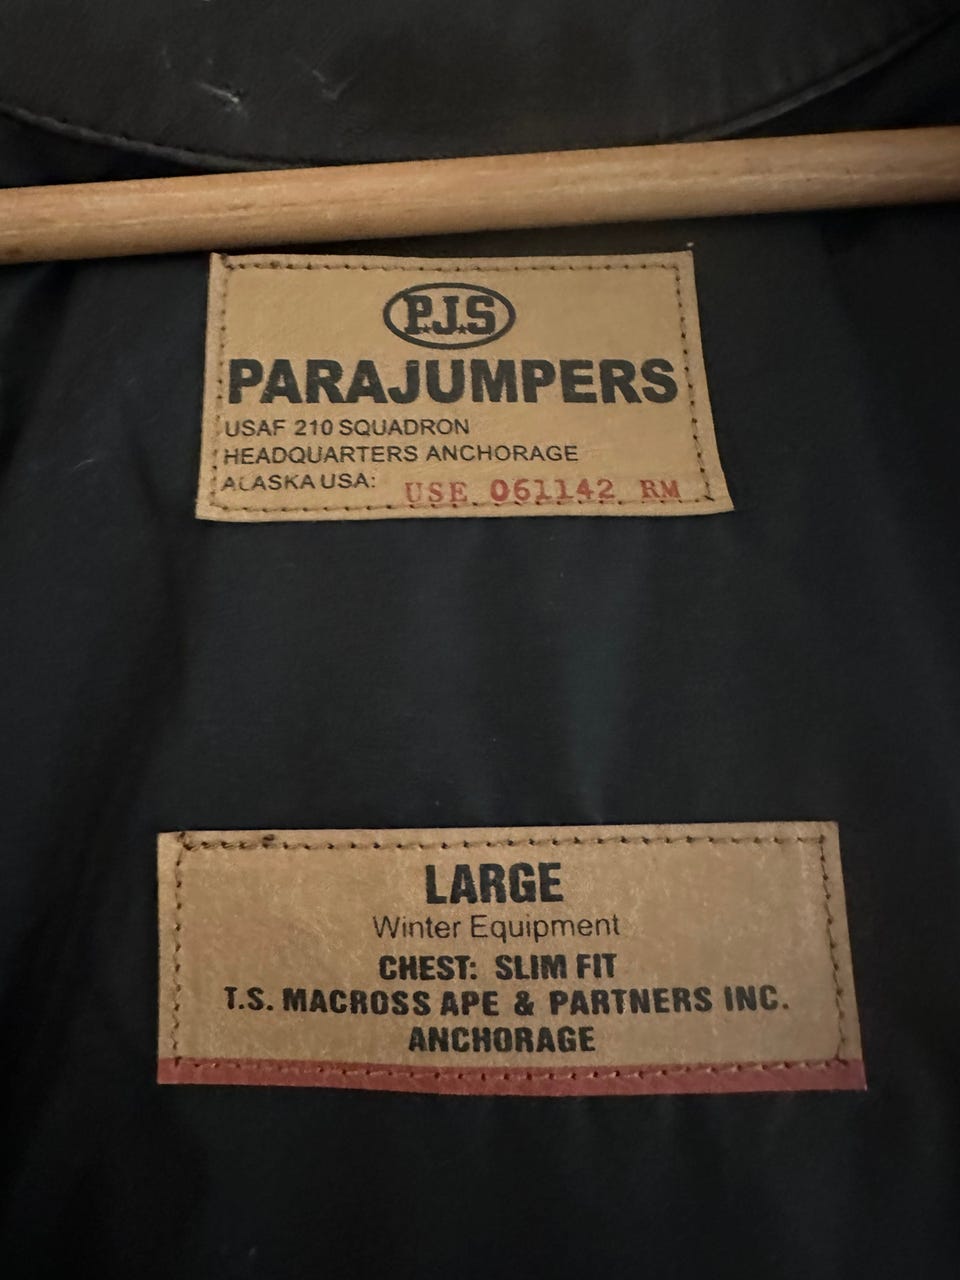 P.J.S
PARAJUMPERS
USAF 210 SQUADRON
HEADQUARTERS ANCHORAGE
ALASKA USA: USE 061142 RM
LARGE
Winter Equipment
CHEST: SLIM FIT
T.S. MACROSS APE & PARTNERS INC.
ANCHORAGE